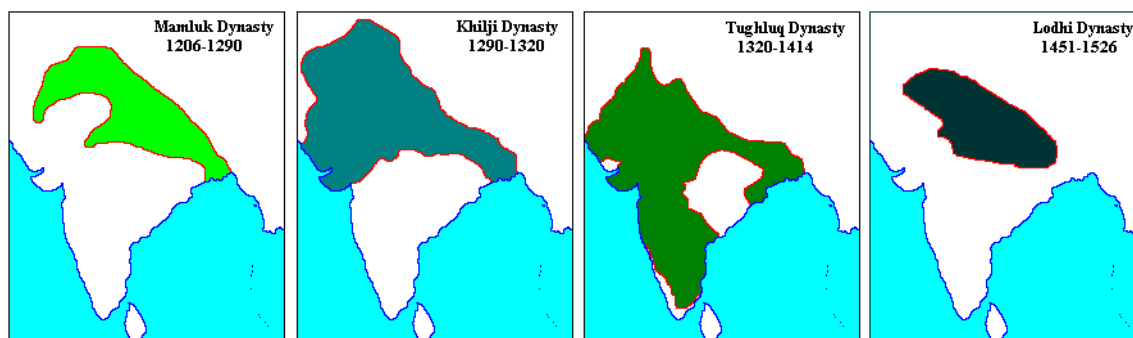 Mamluk Dynasty
1206-1290
Khilji Dynasty
1290-1320
Tughluq Dynasty
1320-1414
Lodhi Dynasty
1451-1526